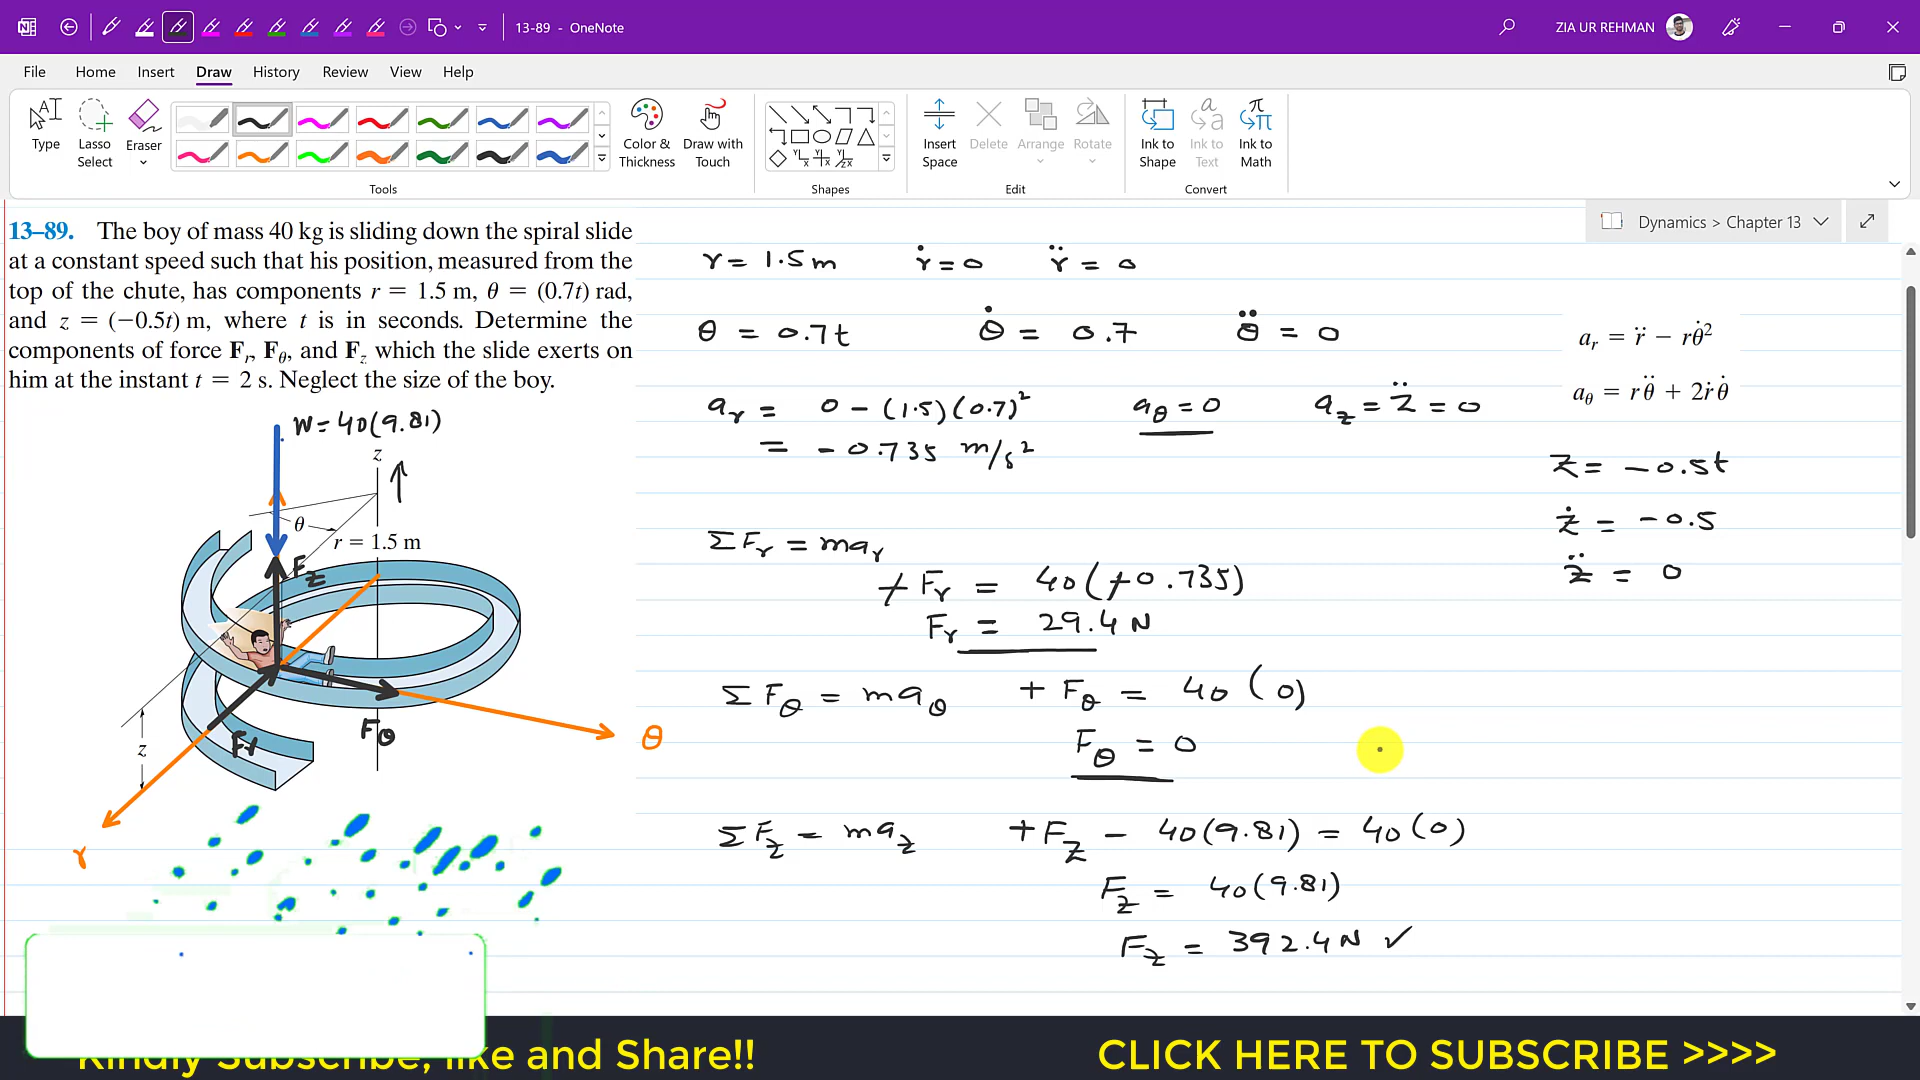 13-89 - OneNote
ZIA UR REHMAN
File Home Insert Draw History Review View Help
Type
Lasso Select
Eraser
Color & Thickness
Draw with Touch
Insert Space
Delete
Arrange
Rotate
Ink to Shape
Ink to Text
Ink to Math
Tools
Shapes
Edit
Convert
Dynamics > Chapter 13
13–89. The boy of mass 40 kg is sliding down the spiral slide
at a constant speed such that his position, measured from the
top of the chute, has components r = 1.5 m, θ = (0.7t) rad,
and z = (−0.5t) m, where t is in seconds. Determine the
components of force Fr, Fθ, and Fz which the slide exerts on
him at the instant t = 2 s. Neglect the size of the boy.
W = 40(9.81)
z
θ
r = 1.5 m
Fz
Fr
Fθ
z
θ
r
r = 1.5m ṙ = 0 r̈ = 0
θ = 0.7t θ̇ = 0.7 θ̈ = 0
ar = 0 - (1.5)(0.7)² aθ = 0 az = z̈ = 0
= - 0.735 m/s²
ar = r̈ − rθ̇²
aθ = rθ̈ + 2ṙθ̇
z = -0.5t
ż = -0.5
z̈ = 0
ΣFr = mar
+Fr = 40(+0.735)
Fr = 29.4 N
ΣFθ = maθ + Fθ = 40(0)
Fθ = 0
ΣFz = maz +Fz - 40(9.81) = 40(0)
Fz = 40(9.81)
Fz = 392.4 N ✓
Kindly Subscribe, like and Share!!
CLICK HERE TO SUBSCRIBE >>>>